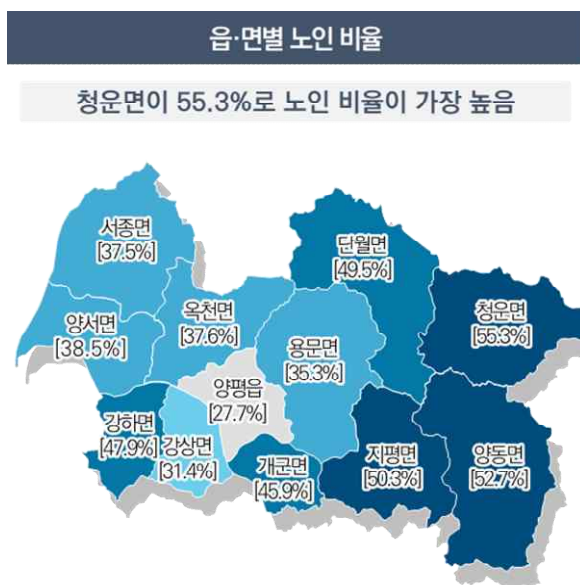 읍·면별 노인 비율
청운면이 55.3%로 노인 비율이 가장 높음
서종면
[37.5%]
단월면
[49.5%]
청운면
[55.3%]
양서면
[38.5%]
옥천면
[37.6%]
용문면
[35.3%]
양평읍
[27.7%]
강하면
[47.9%]
강상면
[31.4%]
개군면
[45.9%]
지평면
[50.3%]
양동면
[52.7%]